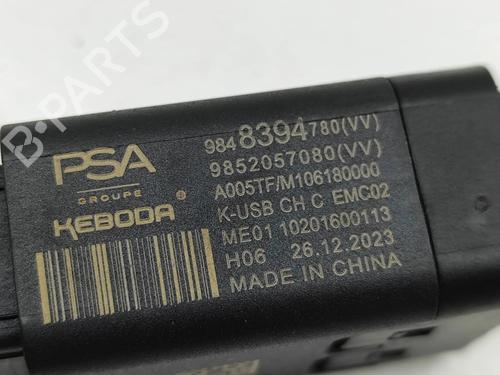 PSA
GROUPE
KEBODA ®
9848394780(VV)
9852057080(VV)
A005TF/M106180000
K-USB CH C EMC02
ME01 10201600113
H06 26.12.2023
MADE IN CHINA